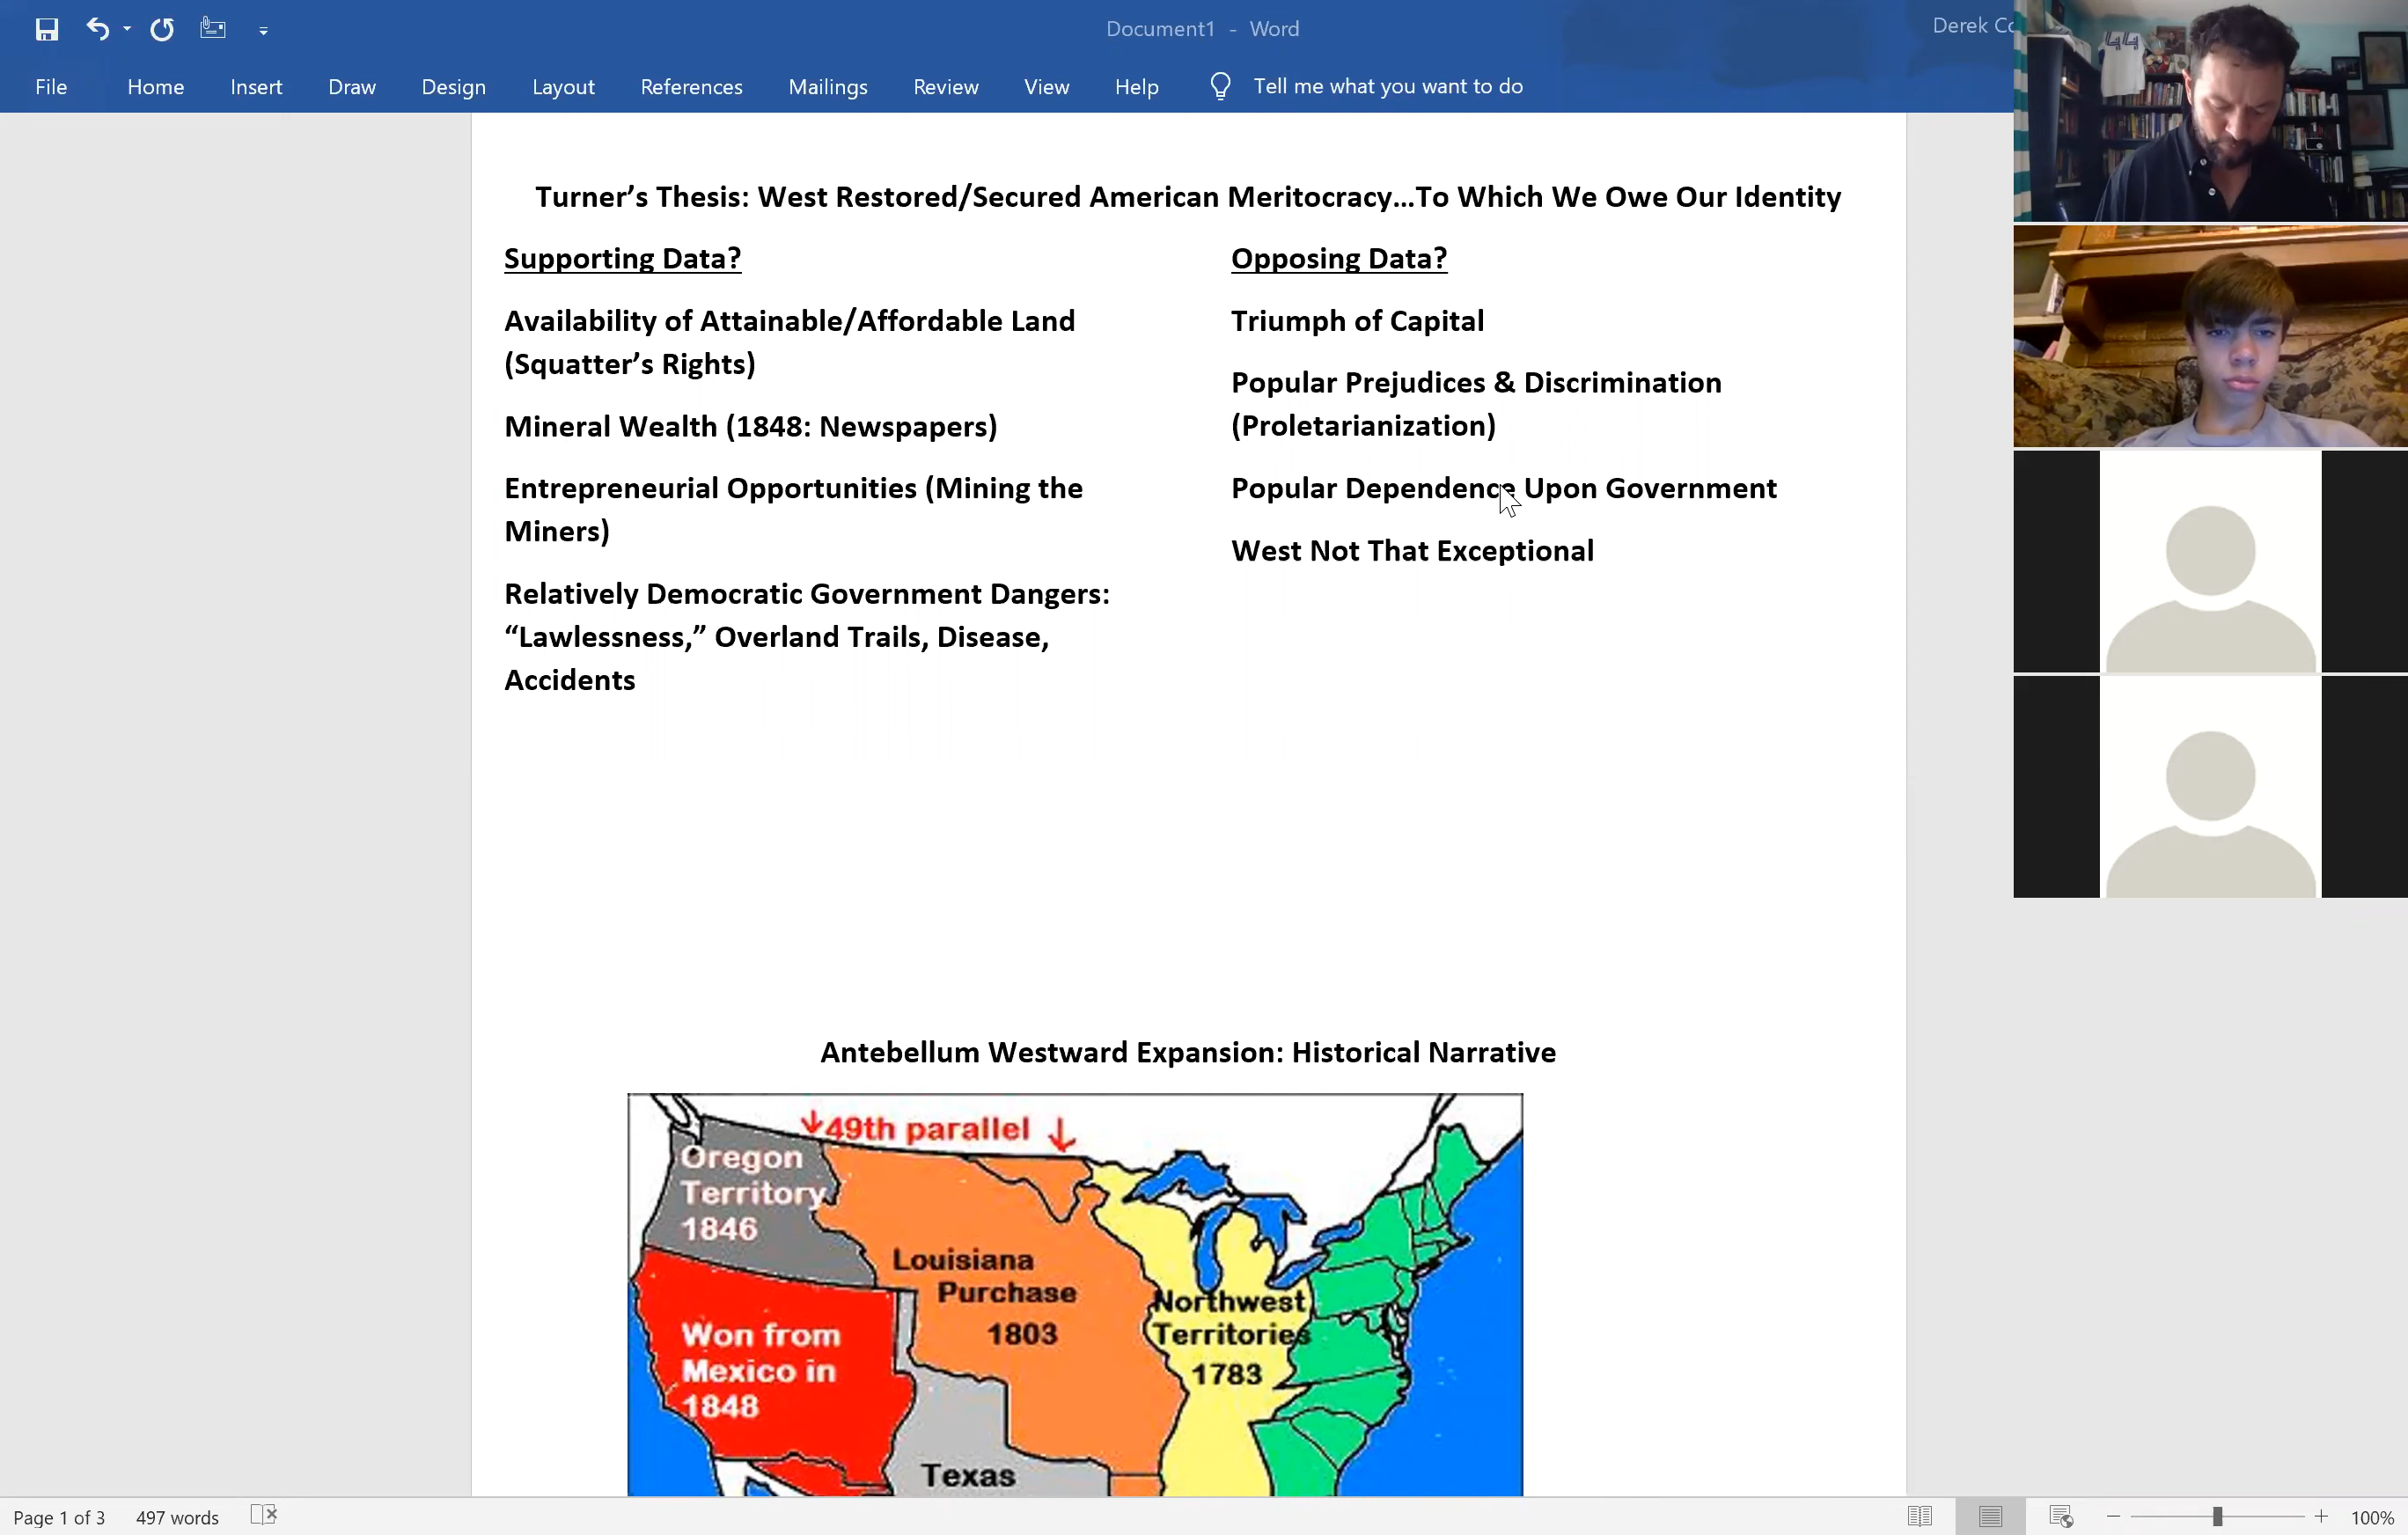 Document1 - Word
Derek
File Home Insert Draw Design Layout References Mailings Review View Help Tell me what you want to do
44
Turner’s Thesis: West Restored/Secured American Meritocracy...To Which We Owe Our Identity
Supporting Data?
Availability of Attainable/Affordable Land
(Squatter’s Rights)
Mineral Wealth (1848: Newspapers)
Entrepreneurial Opportunities (Mining the
Miners)
Relatively Democratic Government Dangers:
“Lawlessness,” Overland Trails, Disease,
Accidents
Opposing Data?
Triumph of Capital
Popular Prejudices & Discrimination
(Proletarianization)
Popular Dependence Upon Government
West Not That Exceptional
Antebellum Westward Expansion: Historical Narrative
49th parallel
Oregon
Territory
1846
Louisiana
Purchase
1803
Northwest
Territories
1783
Won from
Mexico in
1848
Texas
Page 1 of 3 497 words
100%